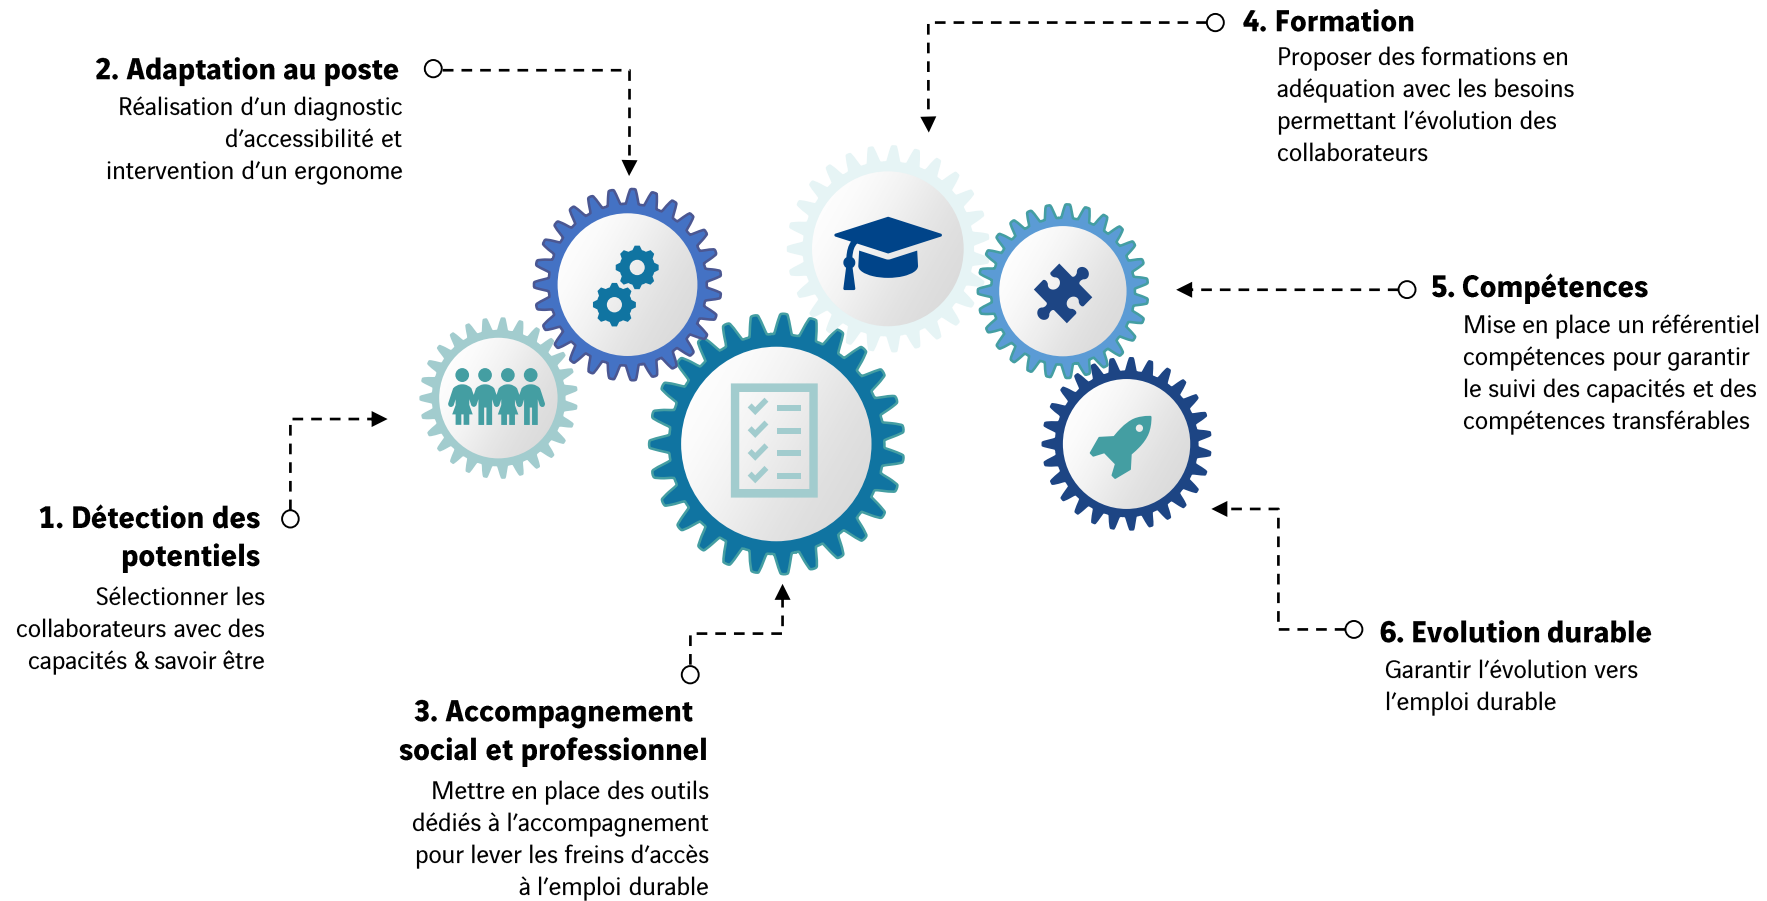 1. Détection des
potentiels
Sélectionner les
collaborateurs avec des
capacités & savoir être
2. Adaptation au poste
Réalisation d'un diagnostic
d'accessibilité et
intervention d'un ergonome
3. Accompagnement
social et professionnel
Mettre en place des outils
dédiés à l'accompagnement
pour lever les freins d'accès
à l'emploi durable
4. Formation
Proposer des formations en
adéquation avec les besoins
permettant l'évolution des
collaborateurs
5. Compétences
Mise en place un référentiel
compétences pour garantir
le suivi des capacités et des
compétences transférables
6. Evolution durable
Garantir l'évolution vers
l'emploi durable